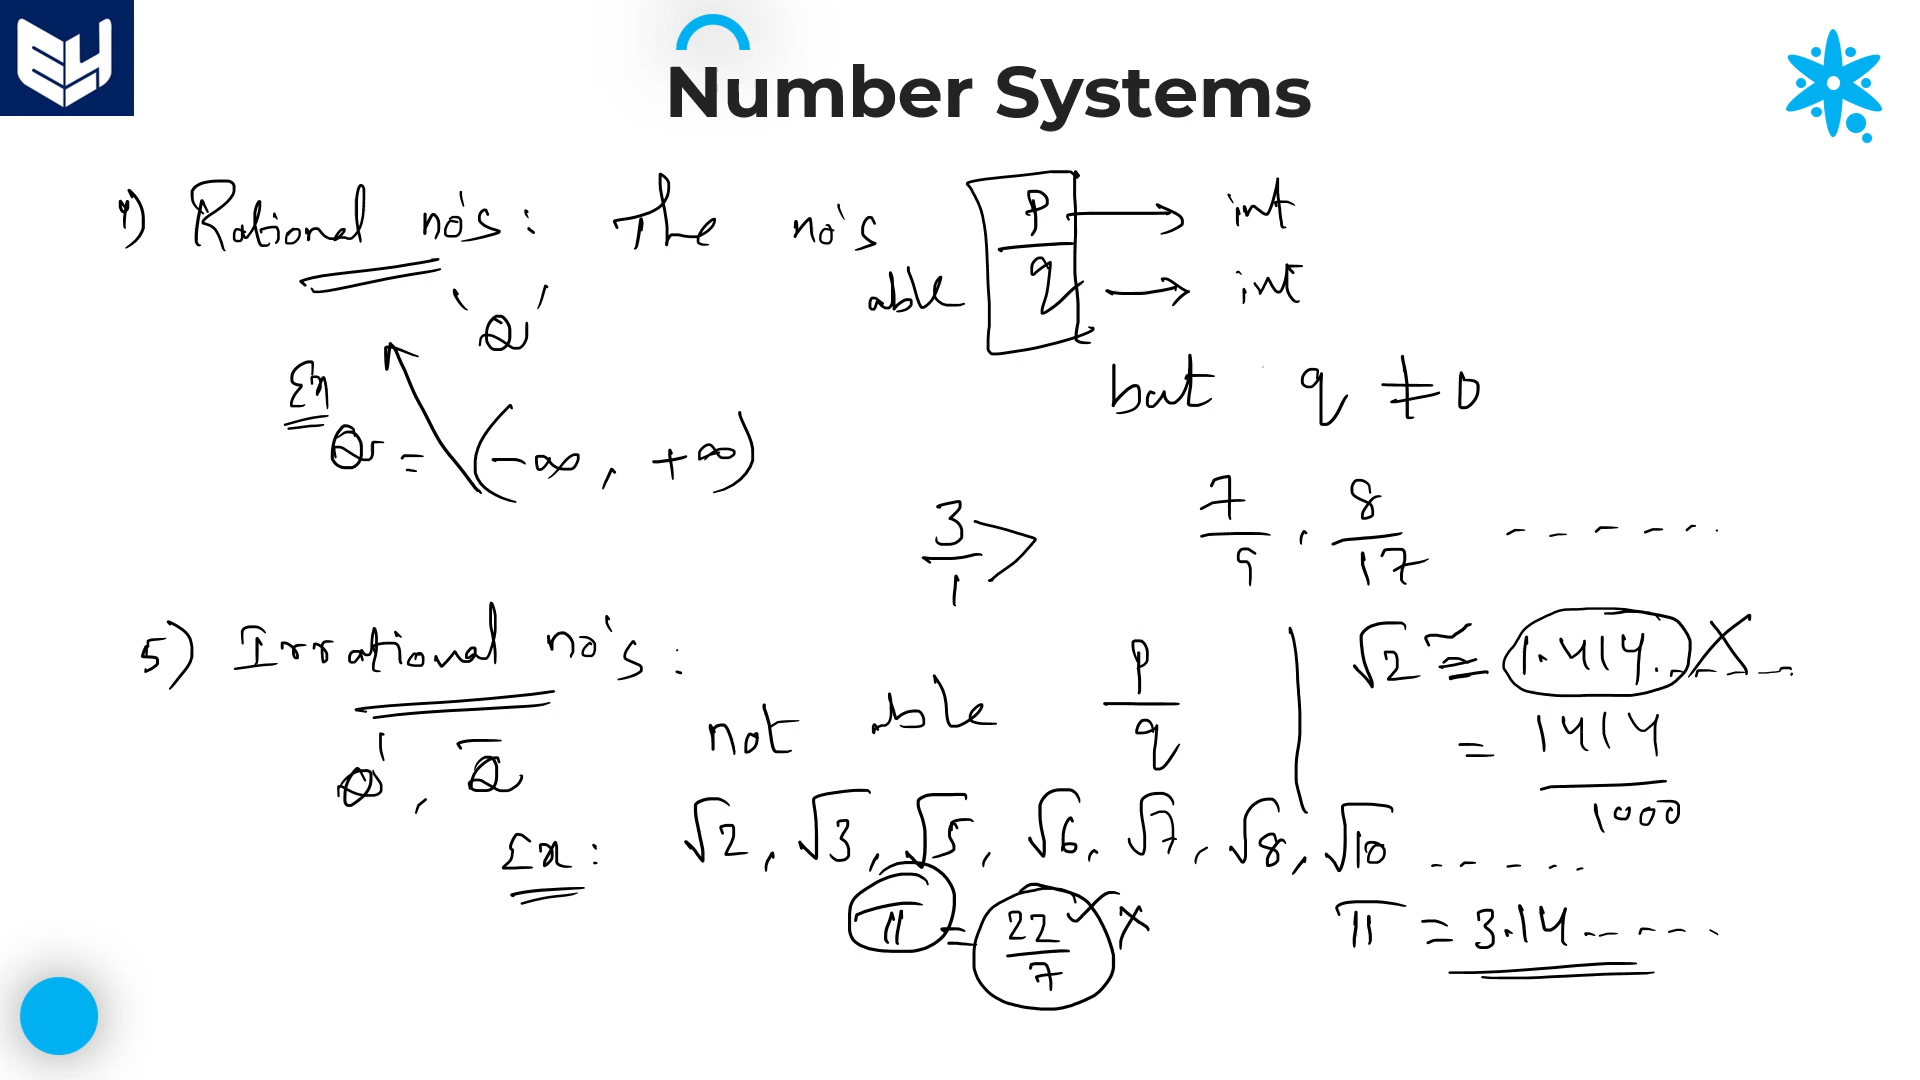 EY
Number Systems
4) Rational no's : The no's p/q → int
able → int
'Q'
but q ≠ 0
Ex
Q = (-∞, +∞)
3/1 > 7/9, 8/17 ------
5) Irrational no's : not able p/q
Q', Q̅
√2 ≅ 1.414.---- X
= 1414/1000
Ex : √2, √3, √5, √6, √7, √8, √10 -----
π = 22/7 X
π = 3.14------